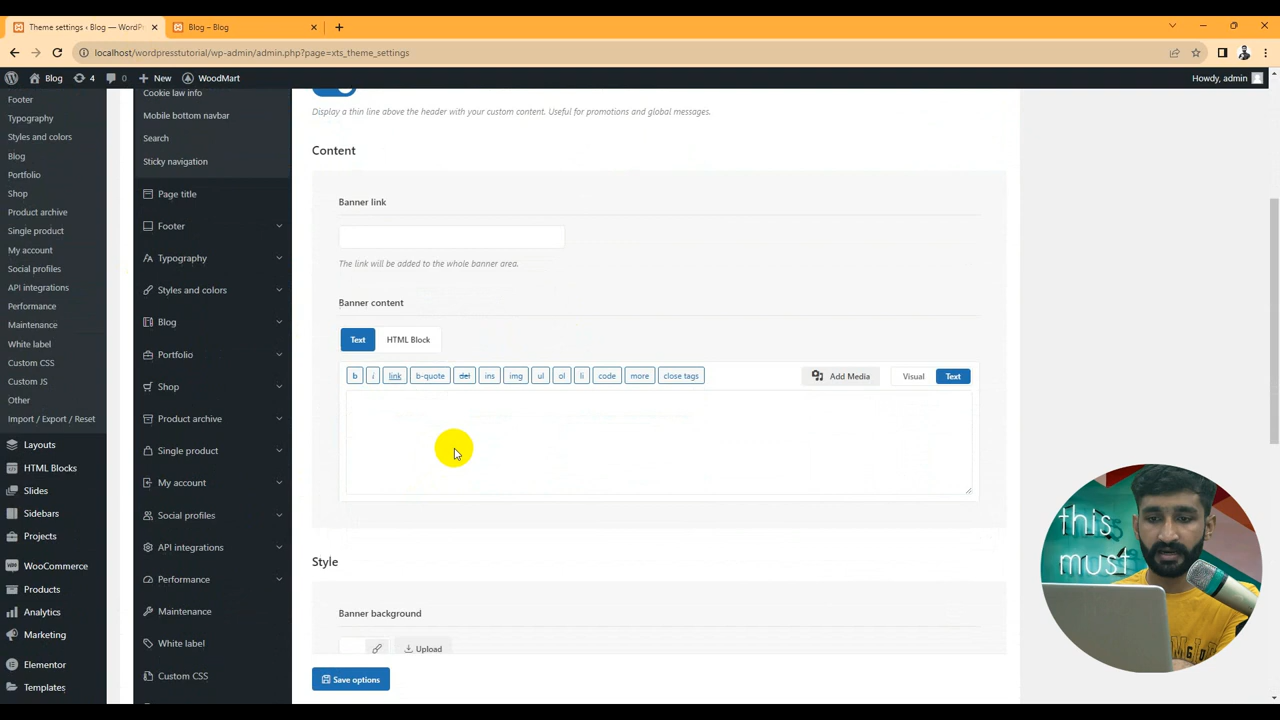 Theme settings ‹ Blog — WordPr
Blog – Blog
localhost/wordpresstutorial/wp-admin/admin.php?page=xts_theme_settings
Blog
4
0
New
WoodMart
Howdy, admin
Footer
Typography
Styles and colors
Blog
Portfolio
Shop
Product archive
Single product
My account
Social profiles
API integrations
Performance
Maintenance
White label
Custom CSS
Custom JS
Other
Import / Export / Reset
Layouts
HTML Blocks
Slides
Sidebars
Projects
WooCommerce
Products
Analytics
Marketing
Elementor
Templates
Cookie law info
Mobile bottom navbar
Search
Sticky navigation
Page title
Footer
Typography
Styles and colors
Blog
Portfolio
Shop
Product archive
Single product
My account
Social profiles
API integrations
Performance
Maintenance
White label
Custom CSS
Display a thin line above the header with your custom content. Useful for promotions and global messages.
Content
Banner link
The link will be added to the whole banner area.
Banner content
Text
HTML Block
b
i
link
b-quote
del
ins
img
ul
ol
li
code
more
close tags
Add Media
Visual
Text
Style
Banner background
Upload
Save options
this
must